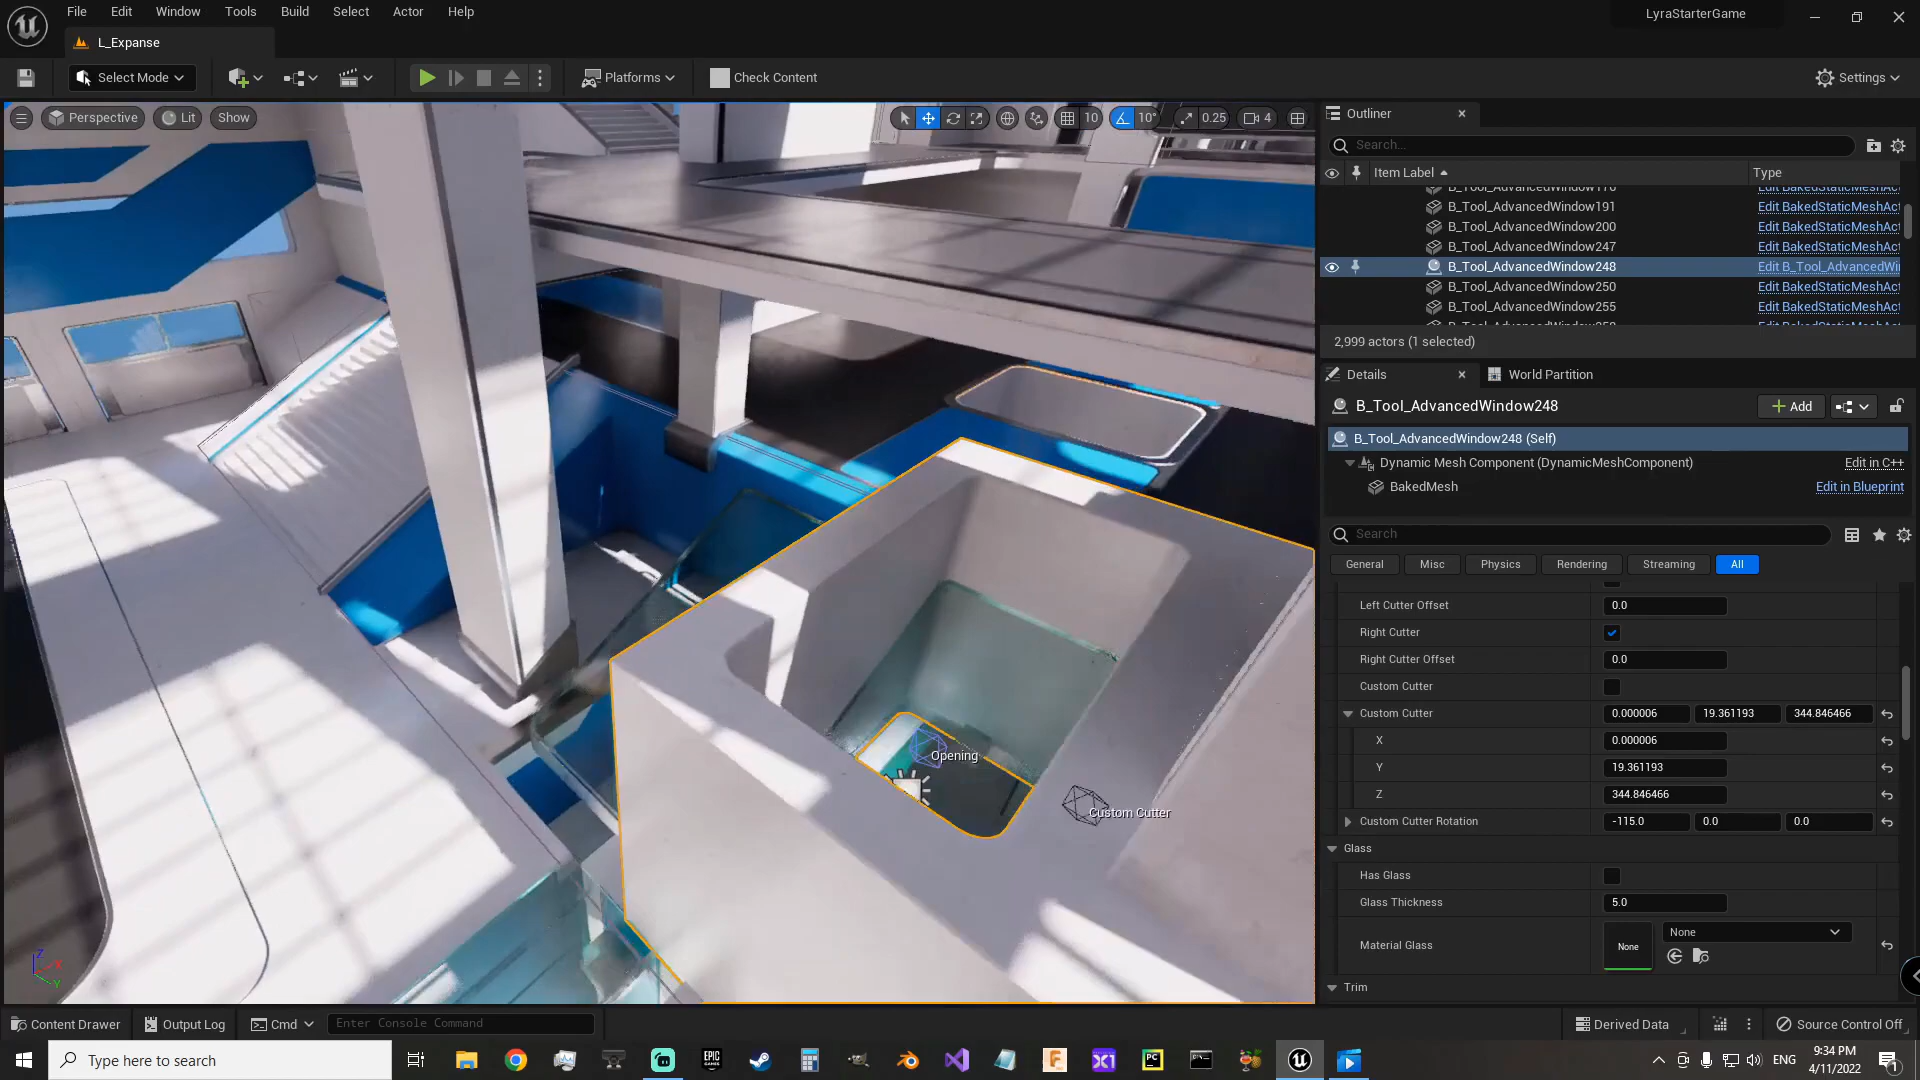 File Edit Window Tools Build Select Actor Help
LyraStarterGame
L_Expanse
Select Mode
Platforms
Check Content
Settings
Perspective
Lit
Show
10
10°
0.25
4
Outliner
Search...
Item Label
Type
B_Tool_AdvancedWindow191 Edit BakedStaticMeshAct
B_Tool_AdvancedWindow200 Edit BakedStaticMeshAct
B_Tool_AdvancedWindow247 Edit BakedStaticMeshAct
B_Tool_AdvancedWindow248 Edit B_Tool_AdvancedWi
B_Tool_AdvancedWindow250 Edit BakedStaticMeshAct
B_Tool_AdvancedWindow255 Edit BakedStaticMeshAct
2,999 actors (1 selected)
Details
World Partition
B_Tool_AdvancedWindow248
Add
B_Tool_AdvancedWindow248 (Self)
Dynamic Mesh Component (DynamicMeshComponent) Edit in C++
BakedMesh Edit in Blueprint
Search
General Misc Physics Rendering Streaming All
Left Cutter Offset 0.0
Right Cutter
Right Cutter Offset 0.0
Custom Cutter
Custom Cutter 0.000006 19.361193 344.846466
X 0.000006
Y 19.361193
Z 344.846466
Custom Cutter Rotation -115.0 0.0 0.0
Glass
Has Glass
Glass Thickness 5.0
Material Glass None None
Trim
Opening
Custom Cutter
Z
X
Y
Content Drawer
Output Log
Cmd
Enter Console Command
Derived Data
Source Control Off
Type here to search
EPIC
GAMES
PC
ENG
9:34 PM
4/11/2022
1